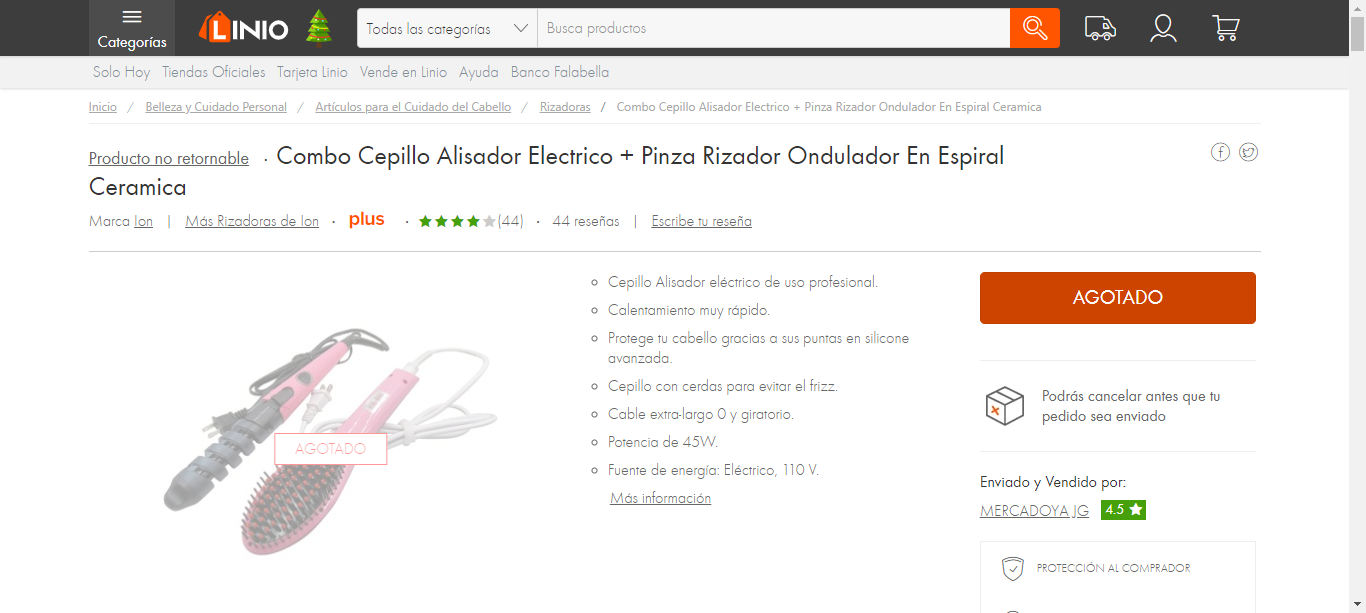 Categorías
LINIO
Todas las categorías
Busca productos
Solo Hoy Tiendas Oficiales Tarjeta Linio Vende en Linio Ayuda Banco Falabella
Inicio / Belleza y Cuidado Personal / Artículos para el Cuidado del Cabello / Rizadoras / Combo Cepillo Alisador Electrico + Pinza Rizador Ondulador En Espiral Ceramica
Producto no retornable · Combo Cepillo Alisador Electrico + Pinza Rizador Ondulador En Espiral
Ceramica
Marca Ion | Más Rizadoras de Ion · plus · (44) · 44 reseñas | Escribe tu reseña
AGOTADO
Cepillo Alisador eléctrico de uso profesional.
Calentamiento muy rápido.
Protege tu cabello gracias a sus puntas en silicone
avanzada.
Cepillo con cerdas para evitar el frizz.
Cable extra-largo 0 y giratorio.
Potencia de 45W.
Fuente de energía: Eléctrico, 110 V.
Más información
AGOTADO
Podrás cancelar antes que tu
pedido sea enviado
Enviado y Vendido por:
MERCADOYA JG 4.5
PROTECCIÓN AL COMPRADOR